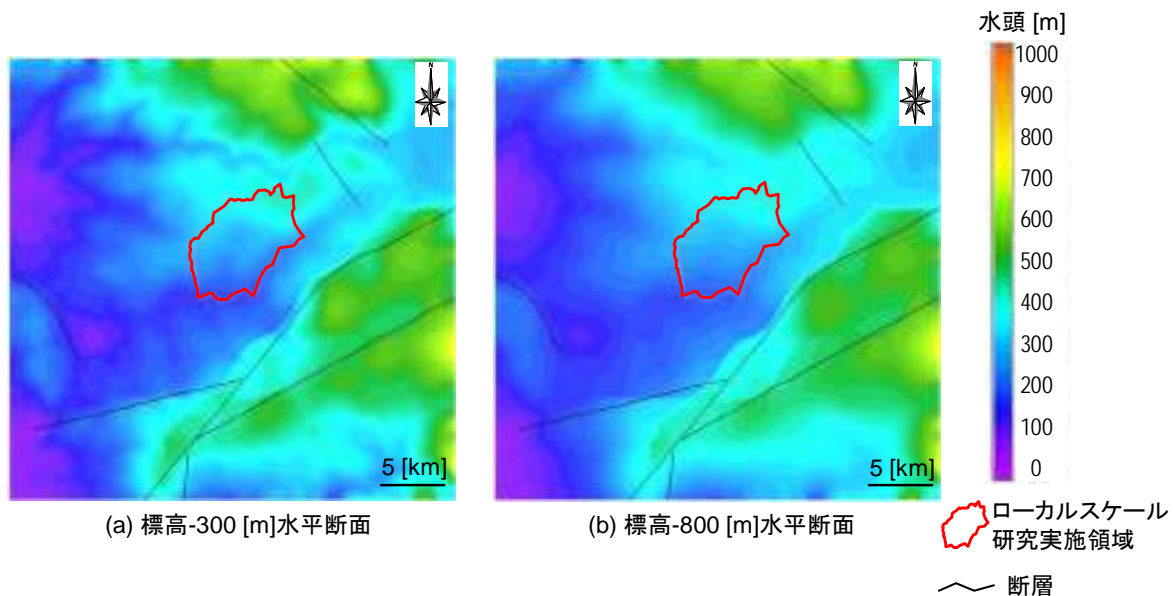 水頭 [m]
1000
900
800
700
600
500
400
300
200
100
0
N
N
5 [km]
5 [km]
(a) 標高-300 [m]水平断面
(b) 標高-800 [m]水平断面
ローカルスケール
研究実施領域
断層